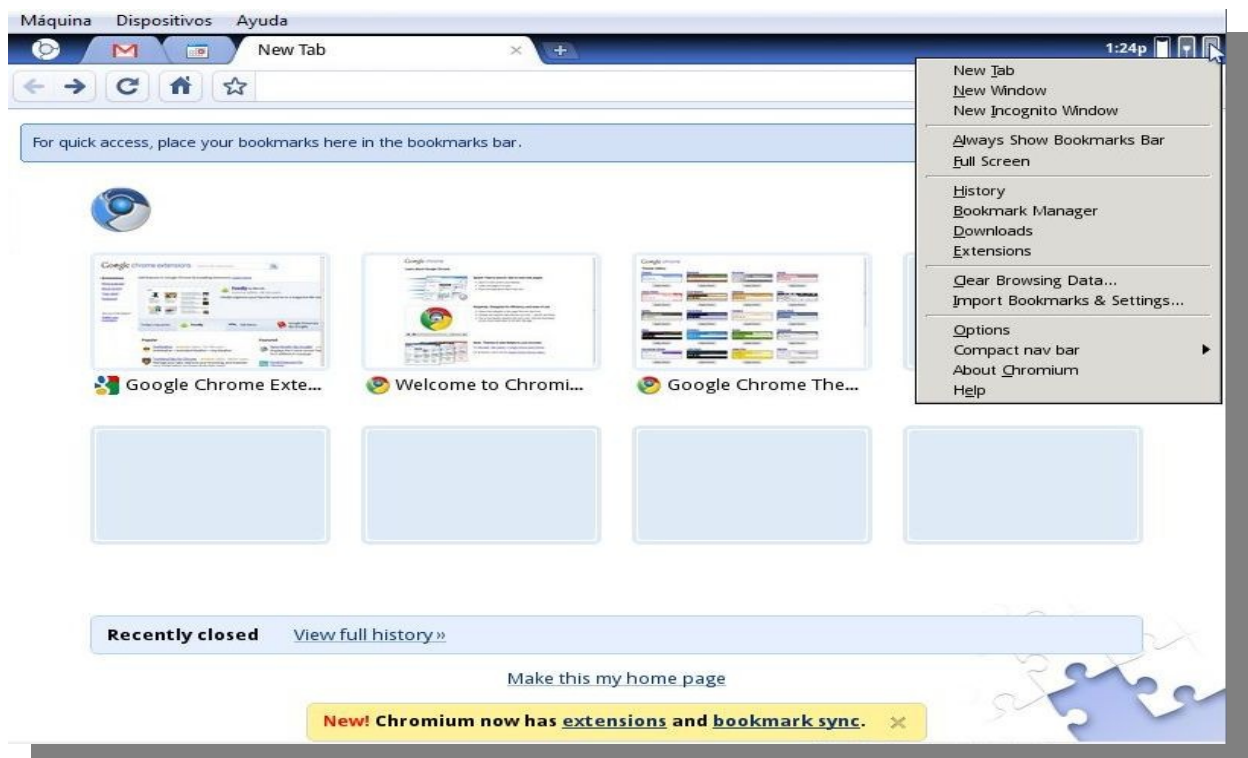 Máquina Dispositivos Ayuda
New Tab
1:24p
New Tab
New Window
New Incognito Window
Always Show Bookmarks Bar
Full Screen
History
Bookmark Manager
Downloads
Extensions
Clear Browsing Data...
Import Bookmarks & Settings...
Options
Compact nav bar
About Chromium
Help
For quick access, place your bookmarks here in the bookmarks bar.
Google Chrome Exte...
Welcome to Chromi...
Google Chrome The...
Recently closed View full history »
Make this my home page
New! Chromium now has extensions and bookmark sync.